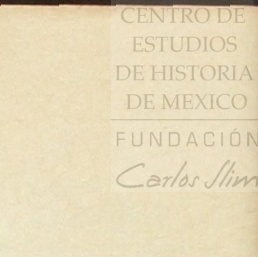 CENTRO DE
ESTUDIOS
DE HISTORIA
DE MEXICO
FUNDACIÓN
Carlos Slim